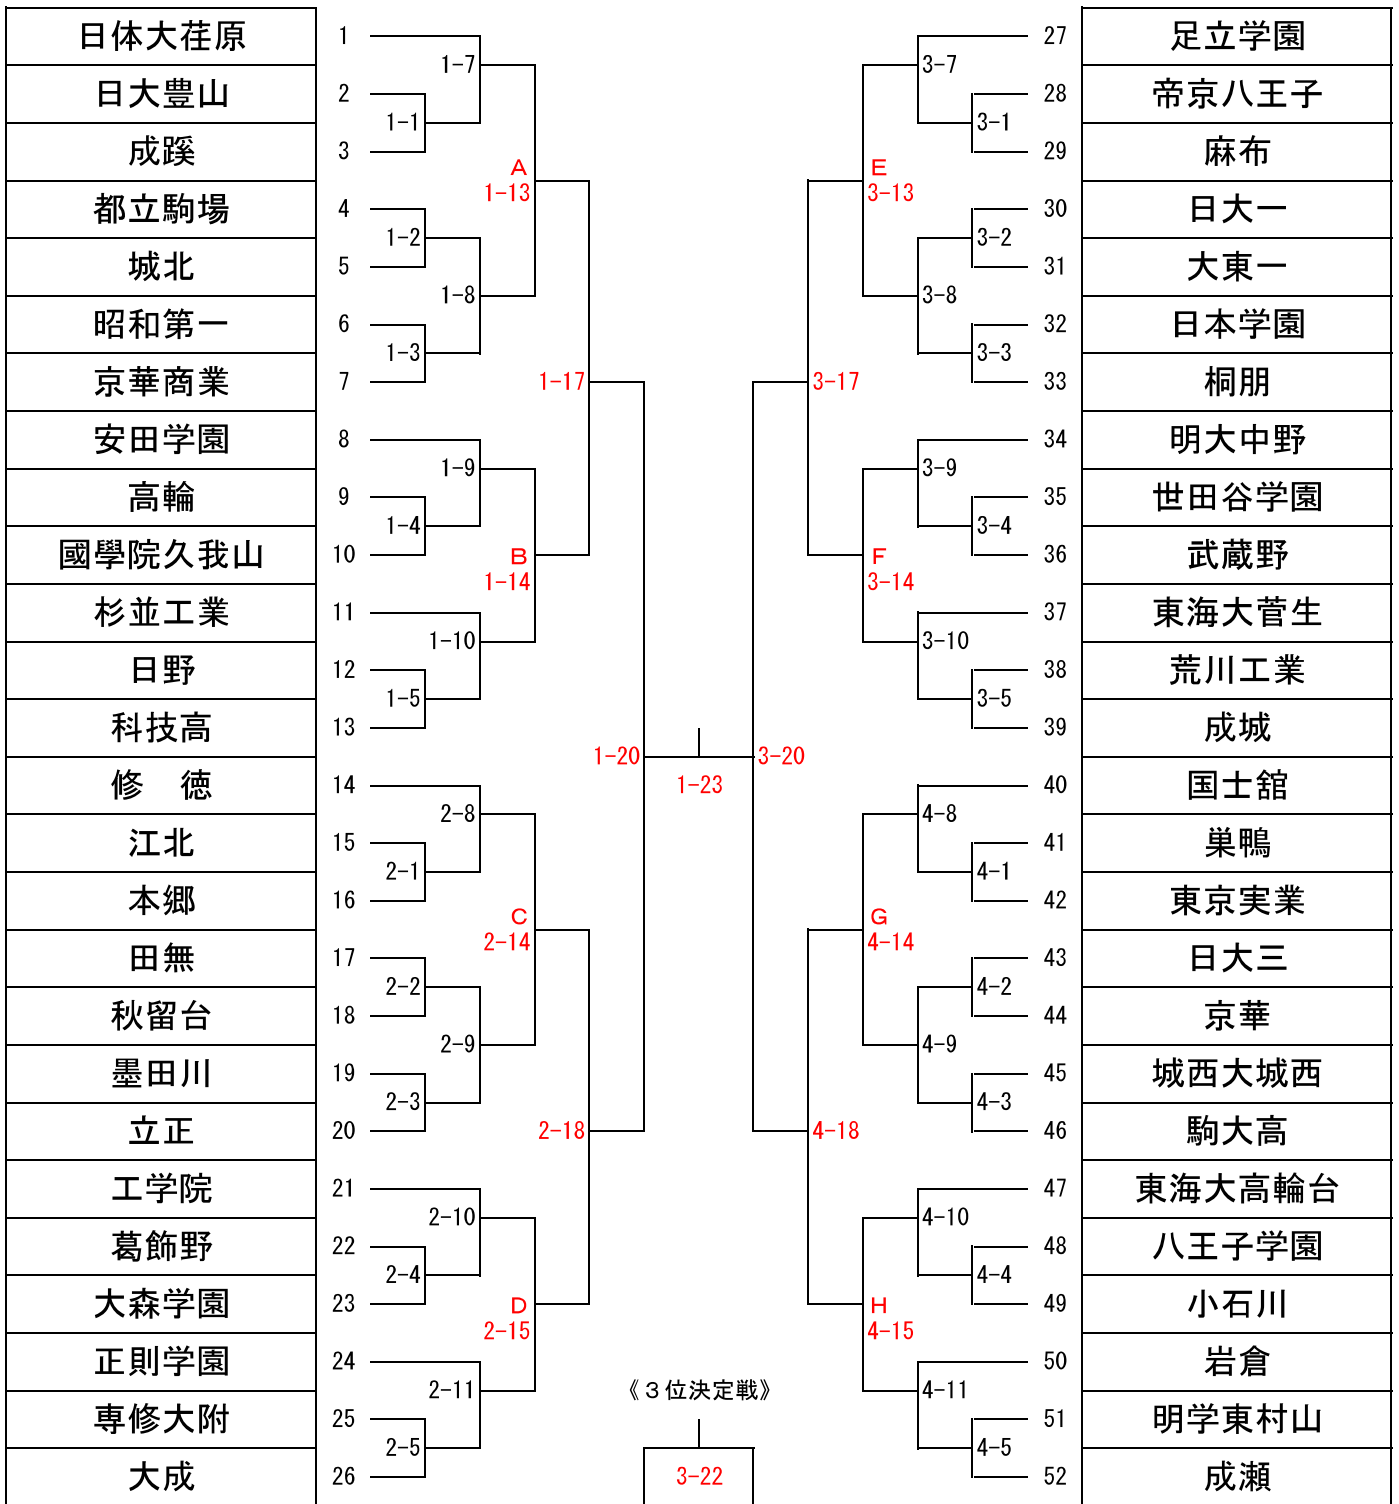 日体大荏原 1
日大豊山 2
成蹊 3
都立駒場 4
城北 5
昭和第一 6
京華商業 7
安田学園 8
高輪 9
國學院久我山 10
杉並工業 11
日野 12
科技高 13
修　徳 14
江北 15
本郷 16
田無 17
秋留台 18
墨田川 19
立正 20
工学院 21
葛飾野 22
大森学園 23
正則学園 24
専修大附 25
大成 26
1-7
1-1
A
1-13
1-2
1-8
1-3
1-17
1-9
1-4
B
1-14
1-10
1-5
1-20
2-8
2-1
C
2-14
2-2
2-9
2-3
2-18
2-10
2-4
D
2-15
2-11
2-5
1-23
《３位決定戦》
3-22
3-7
3-1
E
3-13
3-2
3-8
3-3
3-17
3-9
3-4
F
3-14
3-10
3-5
3-20
4-8
4-1
G
4-14
4-2
4-9
4-3
4-18
4-10
4-4
H
4-15
4-11
4-5
27 足立学園
28 帝京八王子
29 麻布
30 日大一
31 大東一
32 日本学園
33 桐朋
34 明大中野
35 世田谷学園
36 武蔵野
37 東海大菅生
38 荒川工業
39 成城
40 国士舘
41 巣鴨
42 東京実業
43 日大三
44 京華
45 城西大城西
46 駒大高
47 東海大高輪台
48 八王子学園
49 小石川
50 岩倉
51 明学東村山
52 成瀬